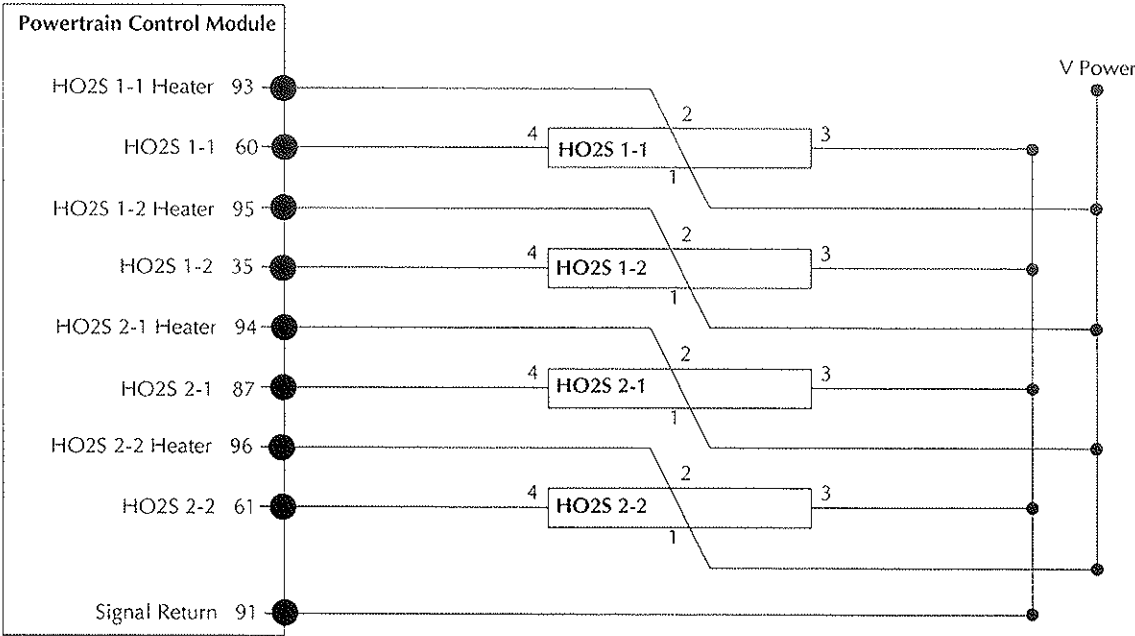 Powertrain Control Module
V Power
HO2S 1-1 Heater 93
2
HO2S 1-1 60
4
HO2S 1-1
3
1
HO2S 1-2 Heater 95
2
HO2S 1-2 35
4
HO2S 1-2
3
1
HO2S 2-1 Heater 94
2
HO2S 2-1 87
4
HO2S 2-1
3
1
HO2S 2-2 Heater 96
2
HO2S 2-2 61
4
HO2S 2-2
3
1
Signal Return 91